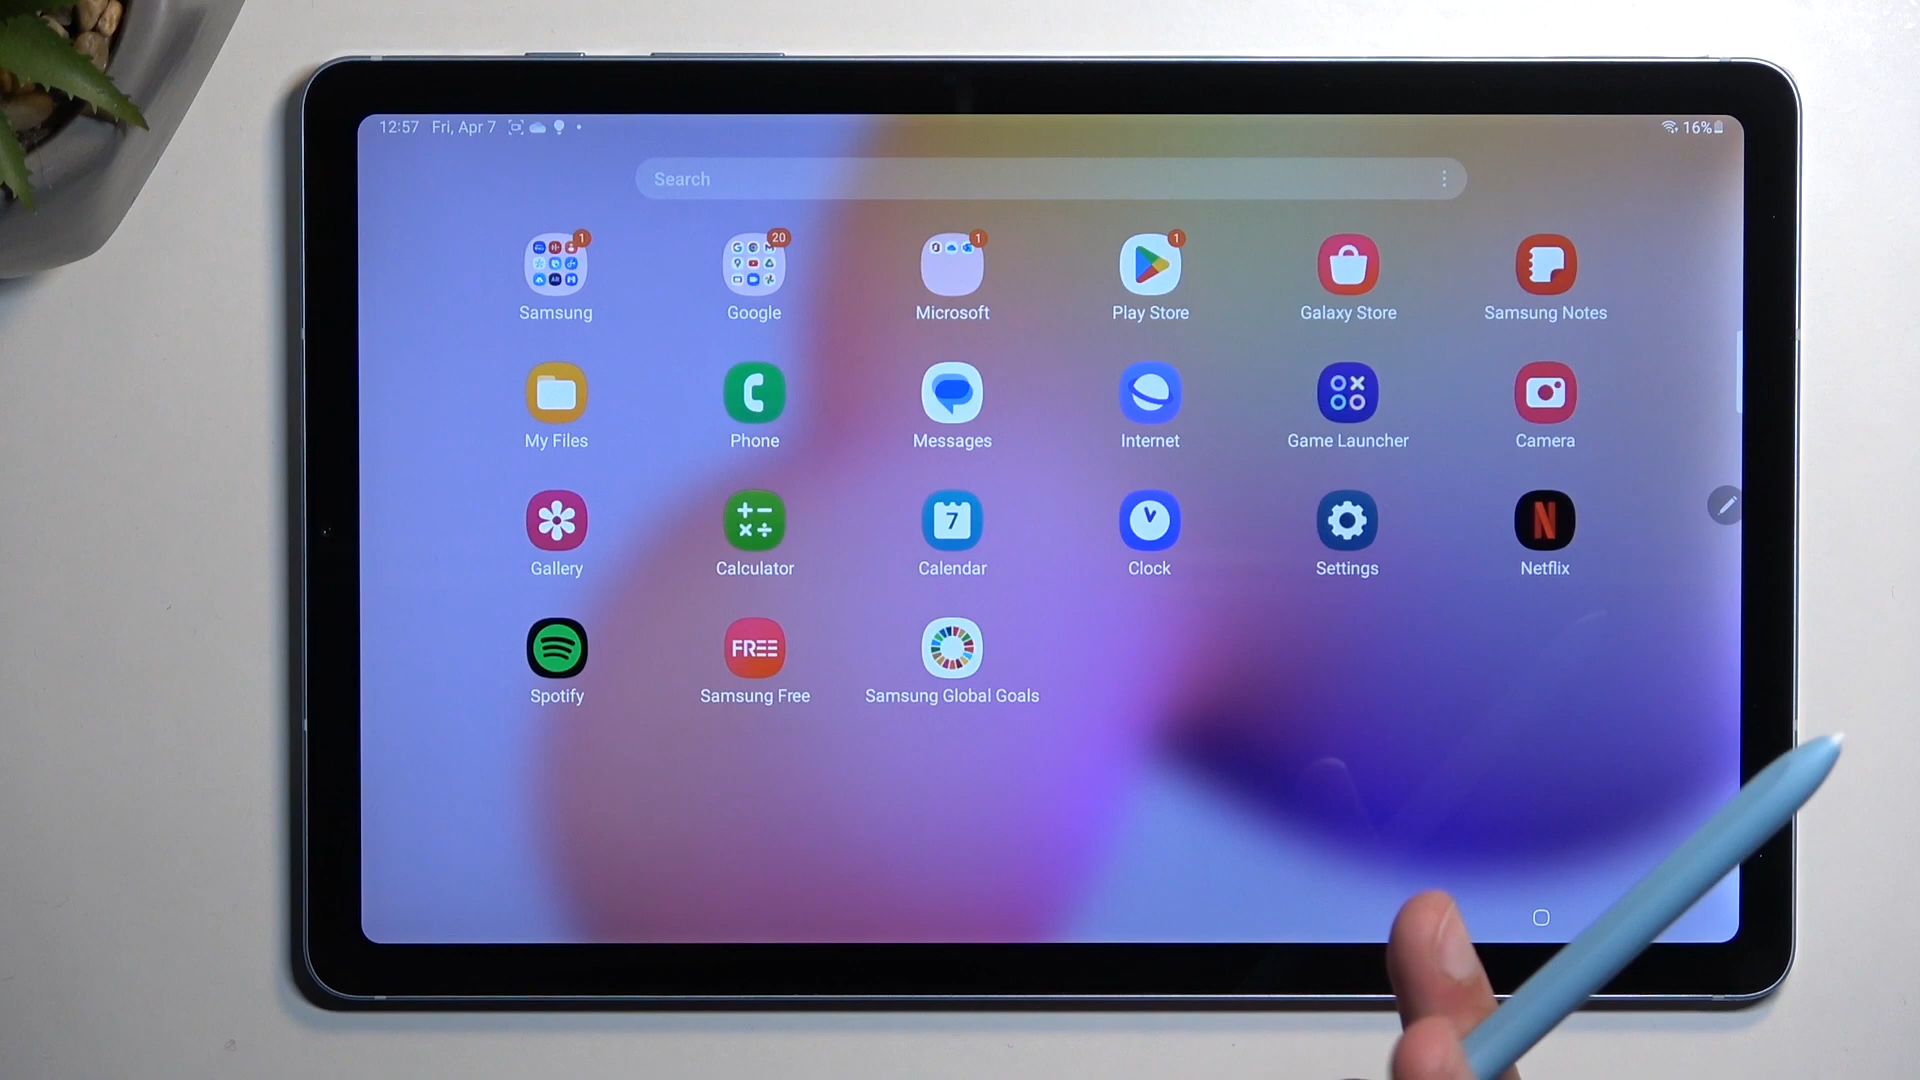 12:57 Fri, Apr 7
16%
Search
1
20
1
1
Samsung
Google
Microsoft
Play Store
Galaxy Store
Samsung Notes
My Files
Phone
Messages
Internet
Game Launcher
Camera
7
N
Gallery
Calculator
Calendar
Clock
Settings
Netflix
FREE
Spotify
Samsung Free
Samsung Global Goals